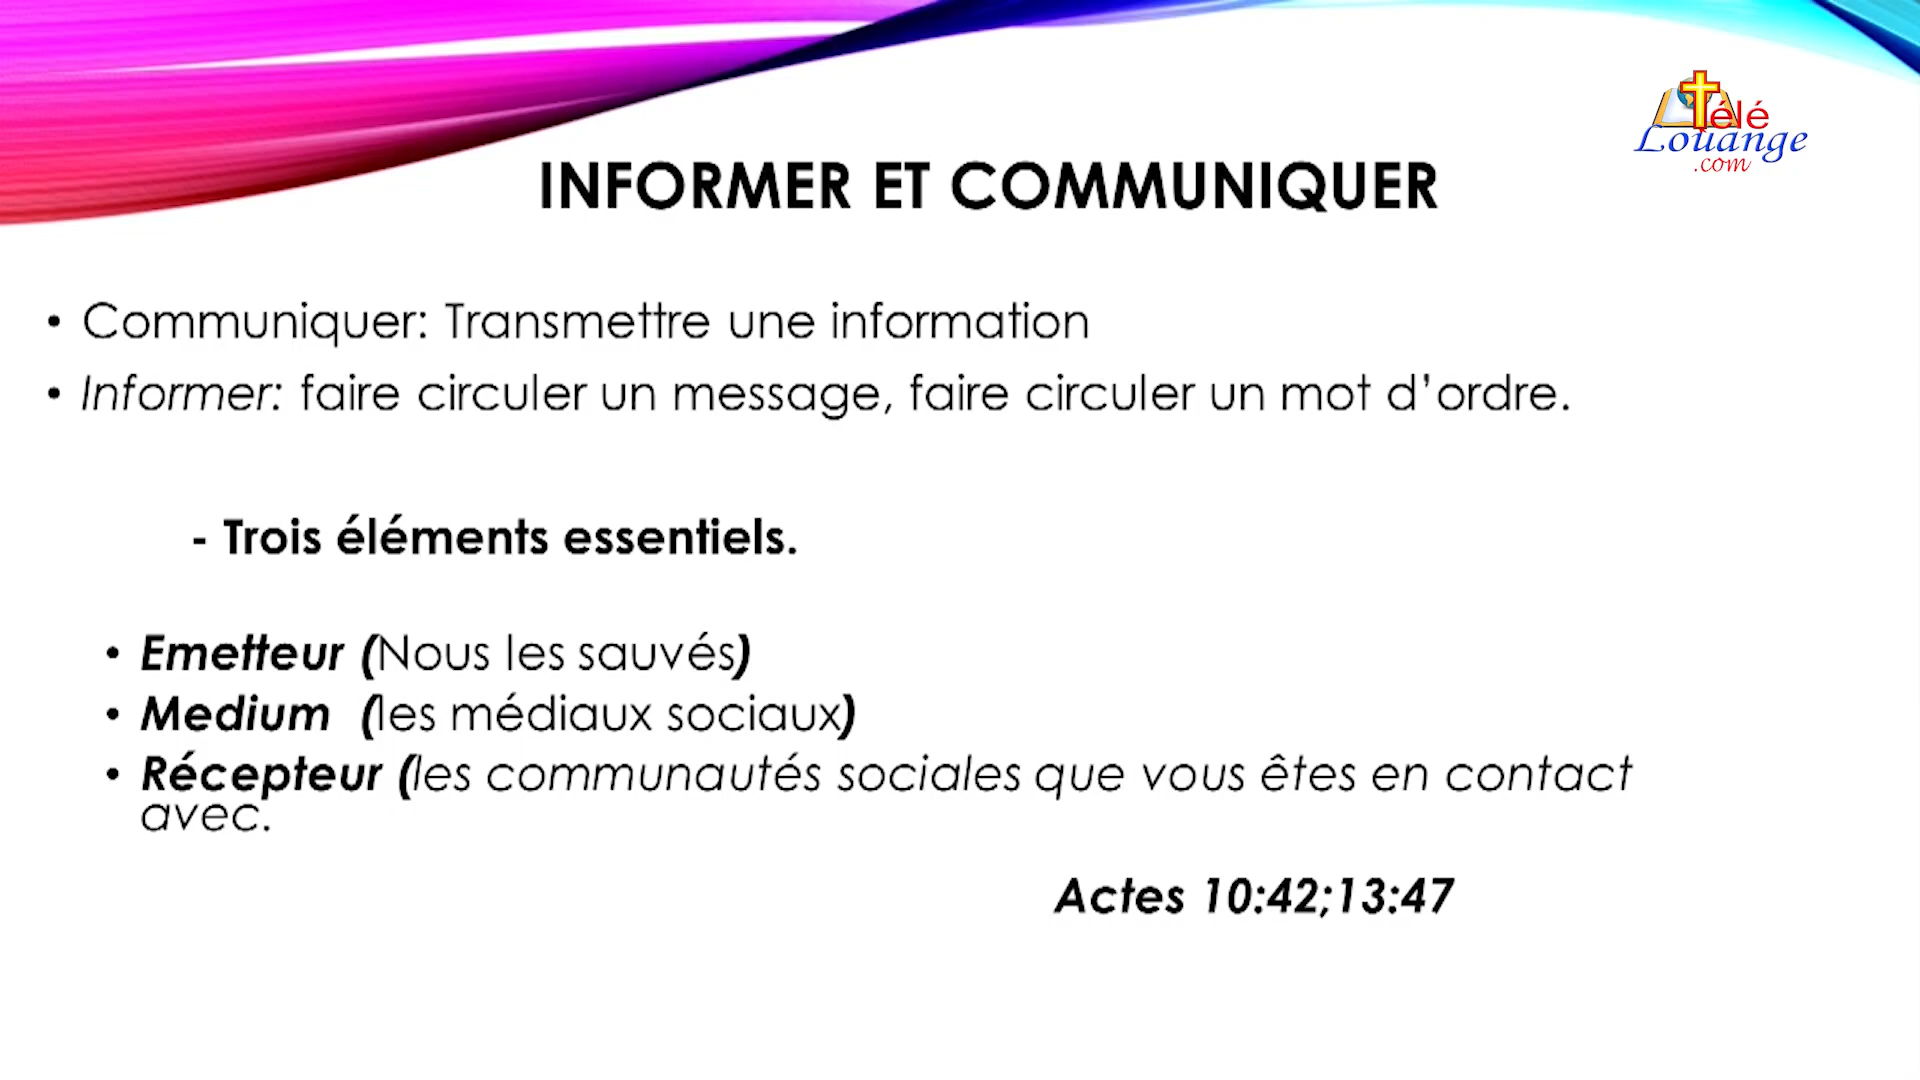 Télé
Louange
.com
INFORMER ET COMMUNIQUER
• Communiquer: Transmettre une information
• Informer: faire circuler un message, faire circuler un mot d’ordre.
- Trois éléments essentiels.
• Emetteur (Nous les sauvés)
• Medium (les médiaux sociaux)
• Récepteur (les communautés sociales que vous êtes en contact
avec.
Actes 10:42;13:47